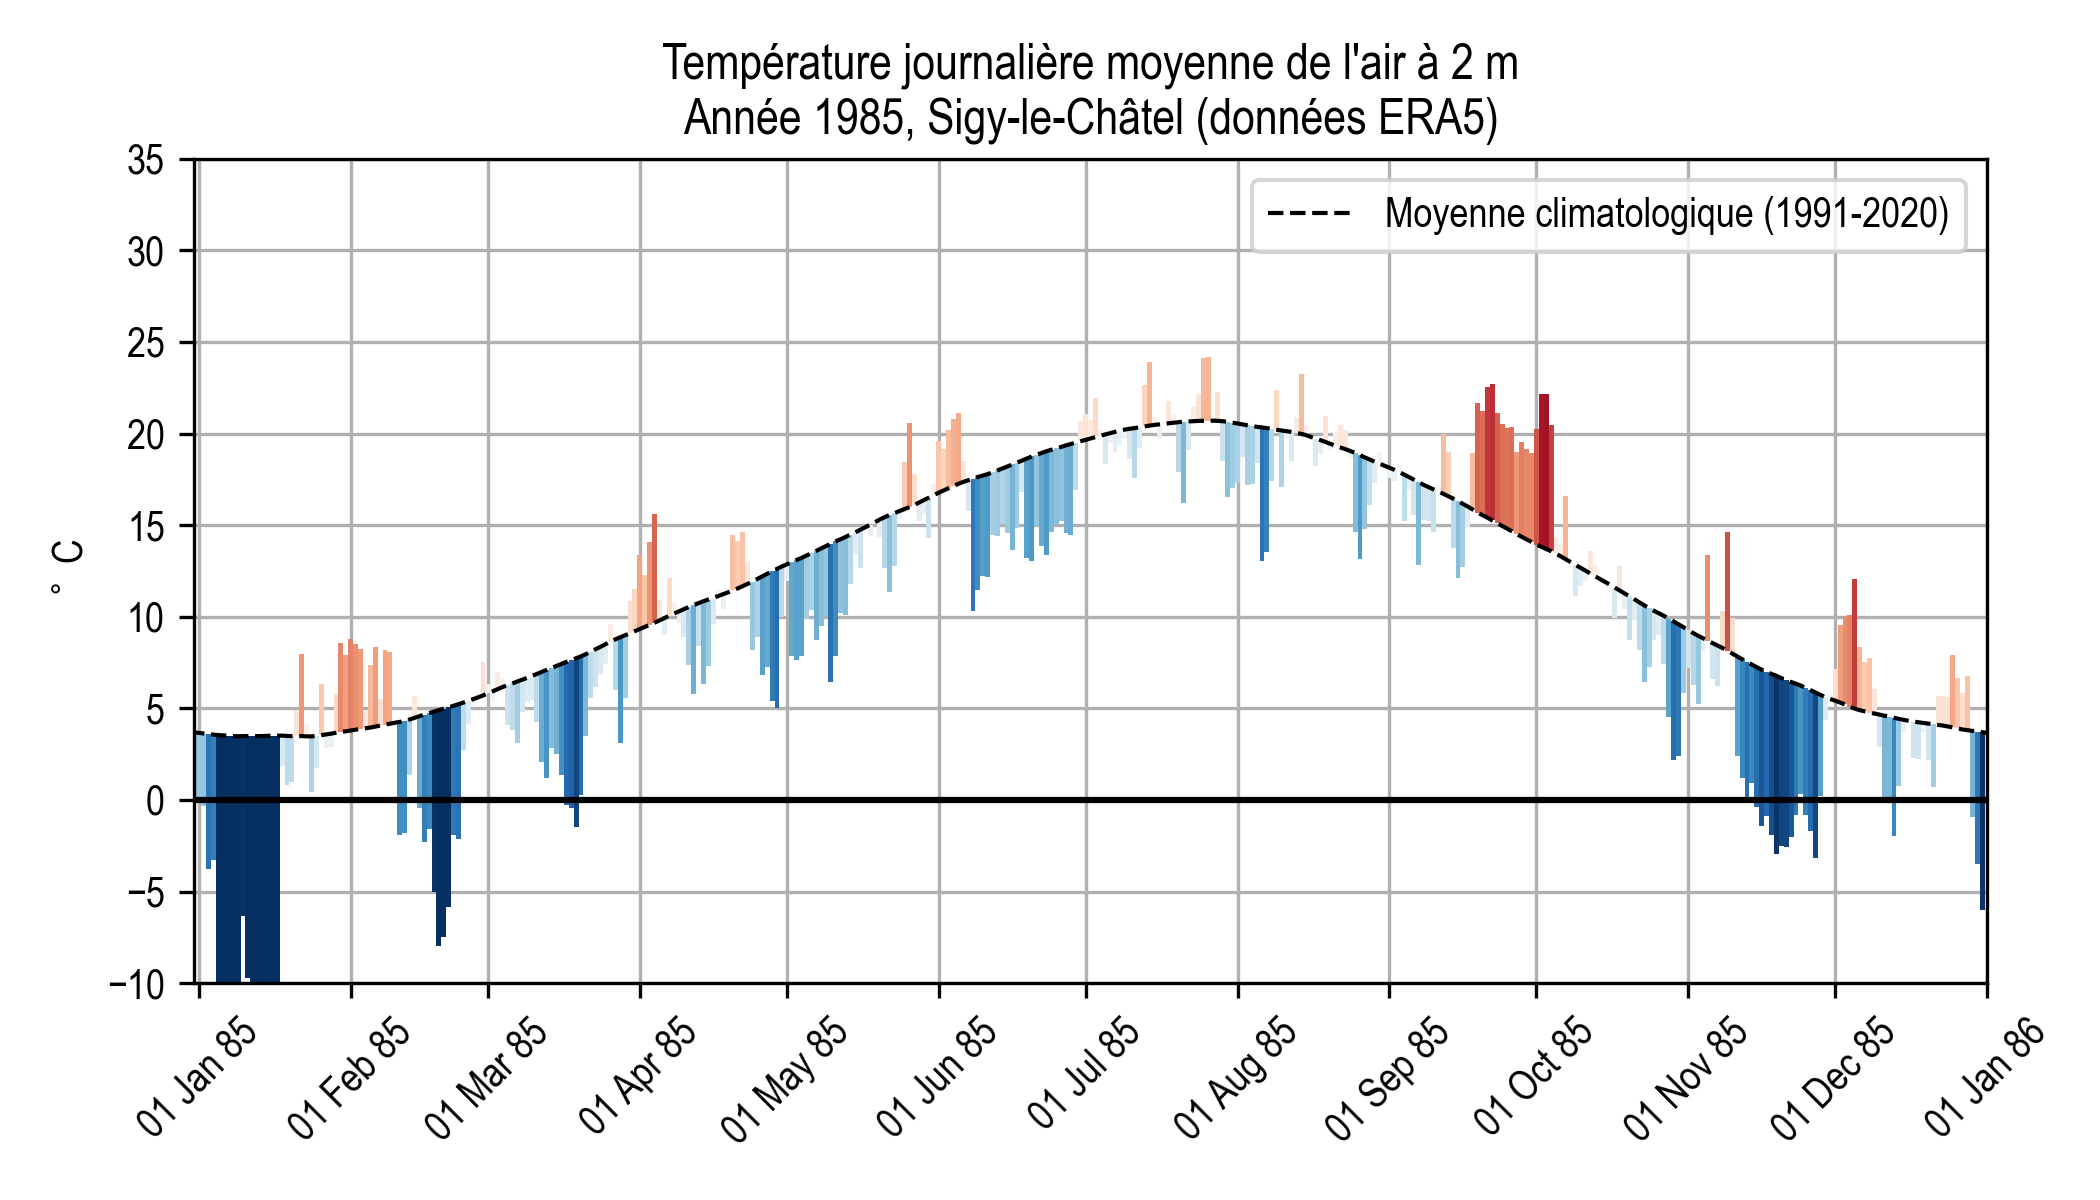 Température journalière moyenne de l'air à 2 m
Année 1985, Sigy-le-Châtel (données ERA5)
35
30
25
20
15
10
5
0
−5
−10
° C
Moyenne climatologique (1991-2020)
01 Jan 85
01 Feb 85
01 Mar 85
01 Apr 85
01 May 85
01 Jun 85
01 Jul 85
01 Aug 85
01 Sep 85
01 Oct 85
01 Nov 85
01 Dec 85
01 Jan 86